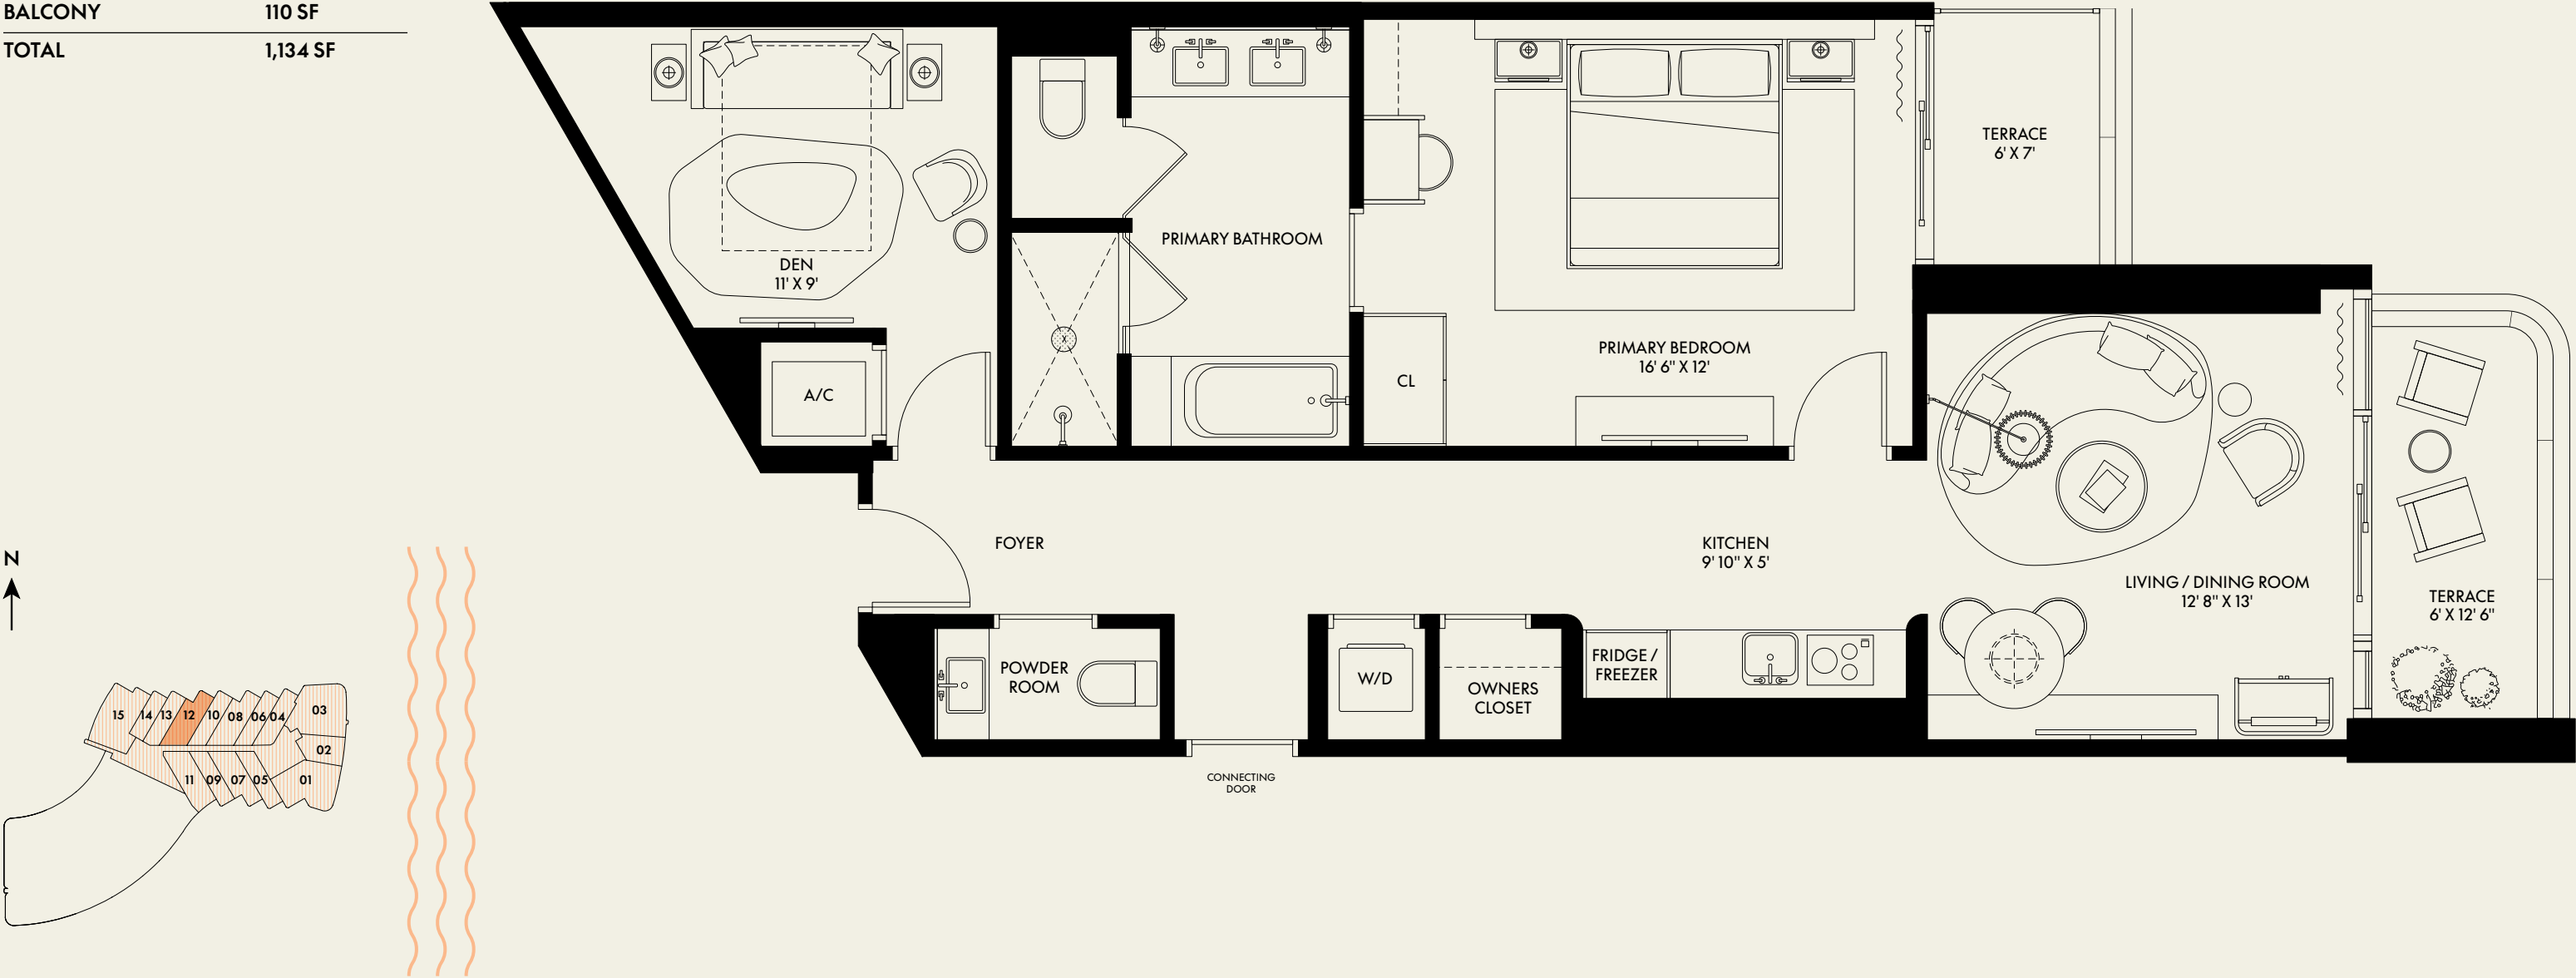 BALCONY 110 SF
TOTAL 1,134 SF
DEN
11' X 9'
A/C
PRIMARY BATHROOM
CL
PRIMARY BEDROOM
16' 6" X 12'
TERRACE
6' X 7'
FOYER
KITCHEN
9' 10" X 5'
LIVING / DINING ROOM
12' 8" X 13'
TERRACE
6' X 12' 6"
POWDER
ROOM
W/D
OWNERS
CLOSET
FRIDGE /
FREEZER
CONNECTING
DOOR
N
15 14 13 12 10 08 06 04 03
02
11 09 07 05 01